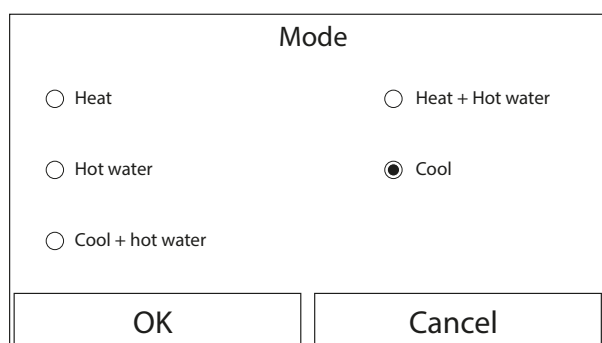 Mode
Heat
Heat + Hot water
Hot water
Cool
Cool + hot water
OK
Cancel